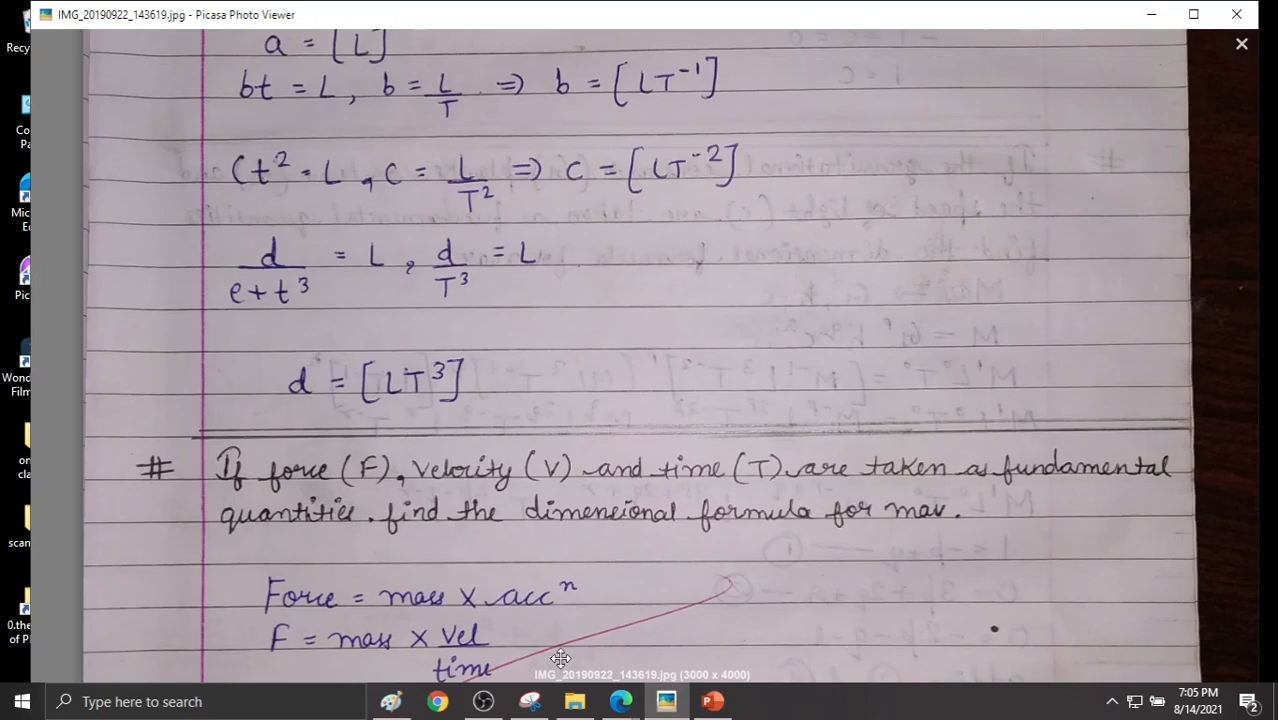 IMG_20190922_143619.jpg - Picasa Photo Viewer
a = [L]
bt = L, b = L/T => b = [LT⁻¹]
(t² = L, c = L/T² => c = [LT⁻²]
d/e+t³ = L, d/T³ = L
d = [LT³]
# If force (F), velocity (V) and time (T) are taken as fundamental
quantities. find the dimensional formula for mass.
Force = mass × accⁿ
F = mass × vel/time
IMG_20190922_143619.jpg (3000 x 4000)
Type here to search
7:05 PM
8/14/2021
2